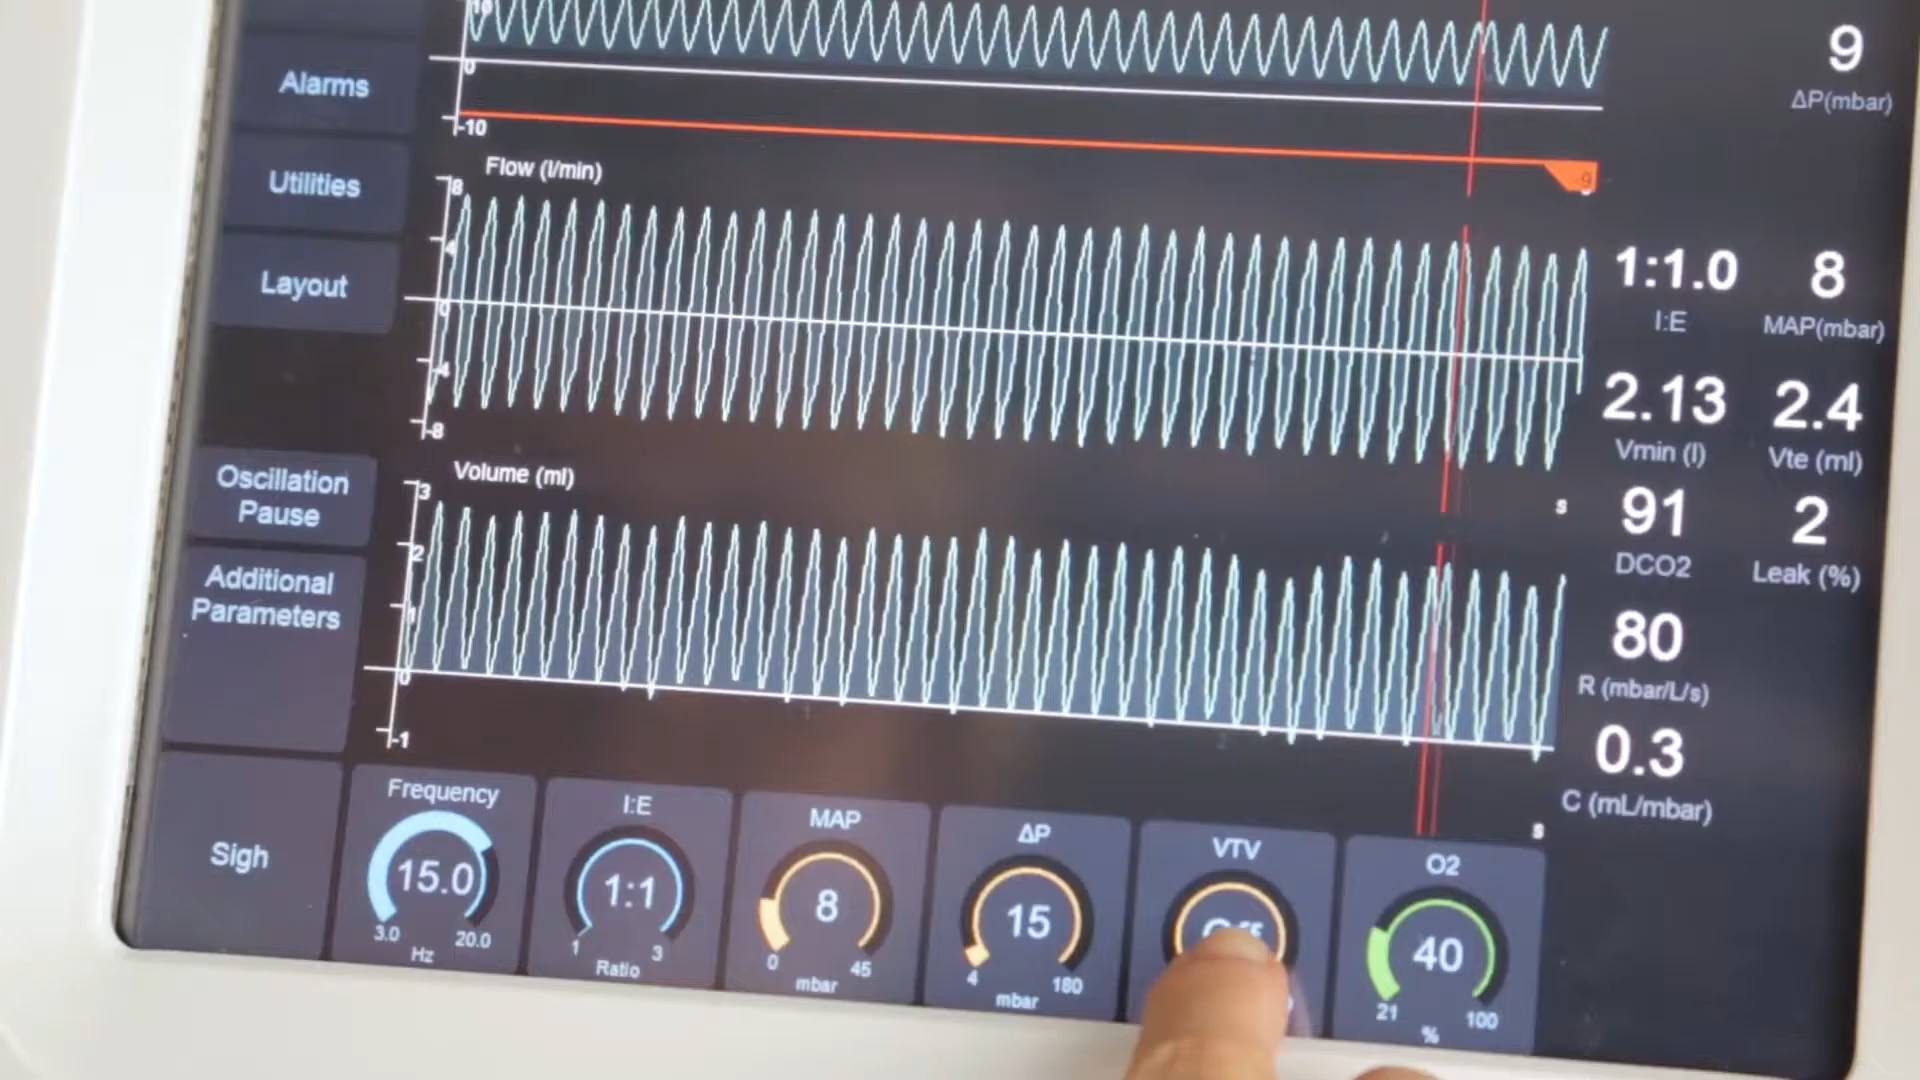 10
0
-10
-9
9
ΔP(mbar)
Alarms
Utilities
Layout
Flow (l/min)
8
4
0
-4
-8
s
1:1.0
I:E
8
MAP(mbar)
2.13
Vmin (l)
2.4
Vte (ml)
91
DCO2
2
Leak (%)
80
R (mbar/L/s)
0.3
C (mL/mbar)
Oscillation
Pause
Additional
Parameters
Volume (ml)
3
2
1
0
-1
s
Sigh
Frequency
15.0
3.0 20.0
Hz
I:E
1:1
1 3
Ratio
MAP
8
0 45
mbar
ΔP
15
4 180
mbar
VTV
O2
40
21 100
%